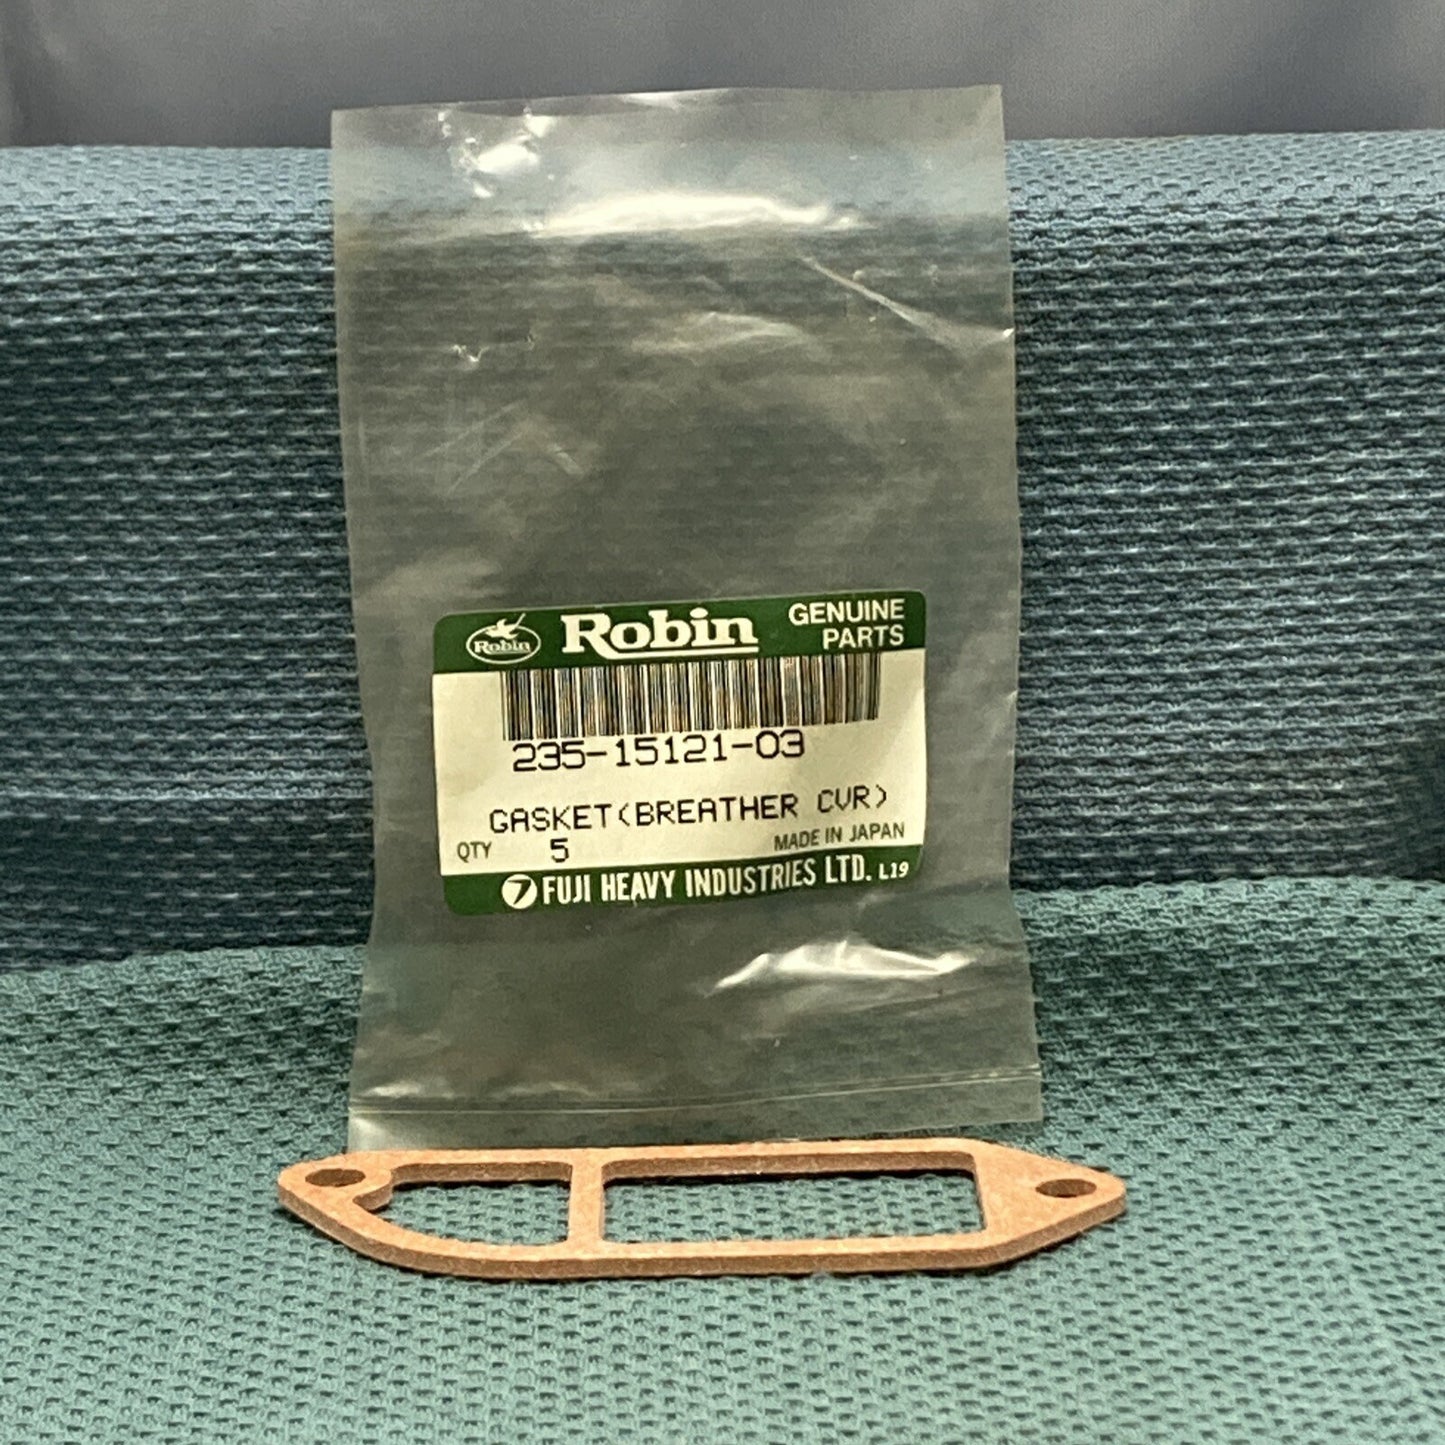 Robin
Robin
GENUINE
PARTS
235-15121-03
GASKET(BREATHER CVR)
QTY 5 MADE IN JAPAN
7 FUJI HEAVY INDUSTRIES LTD. L19